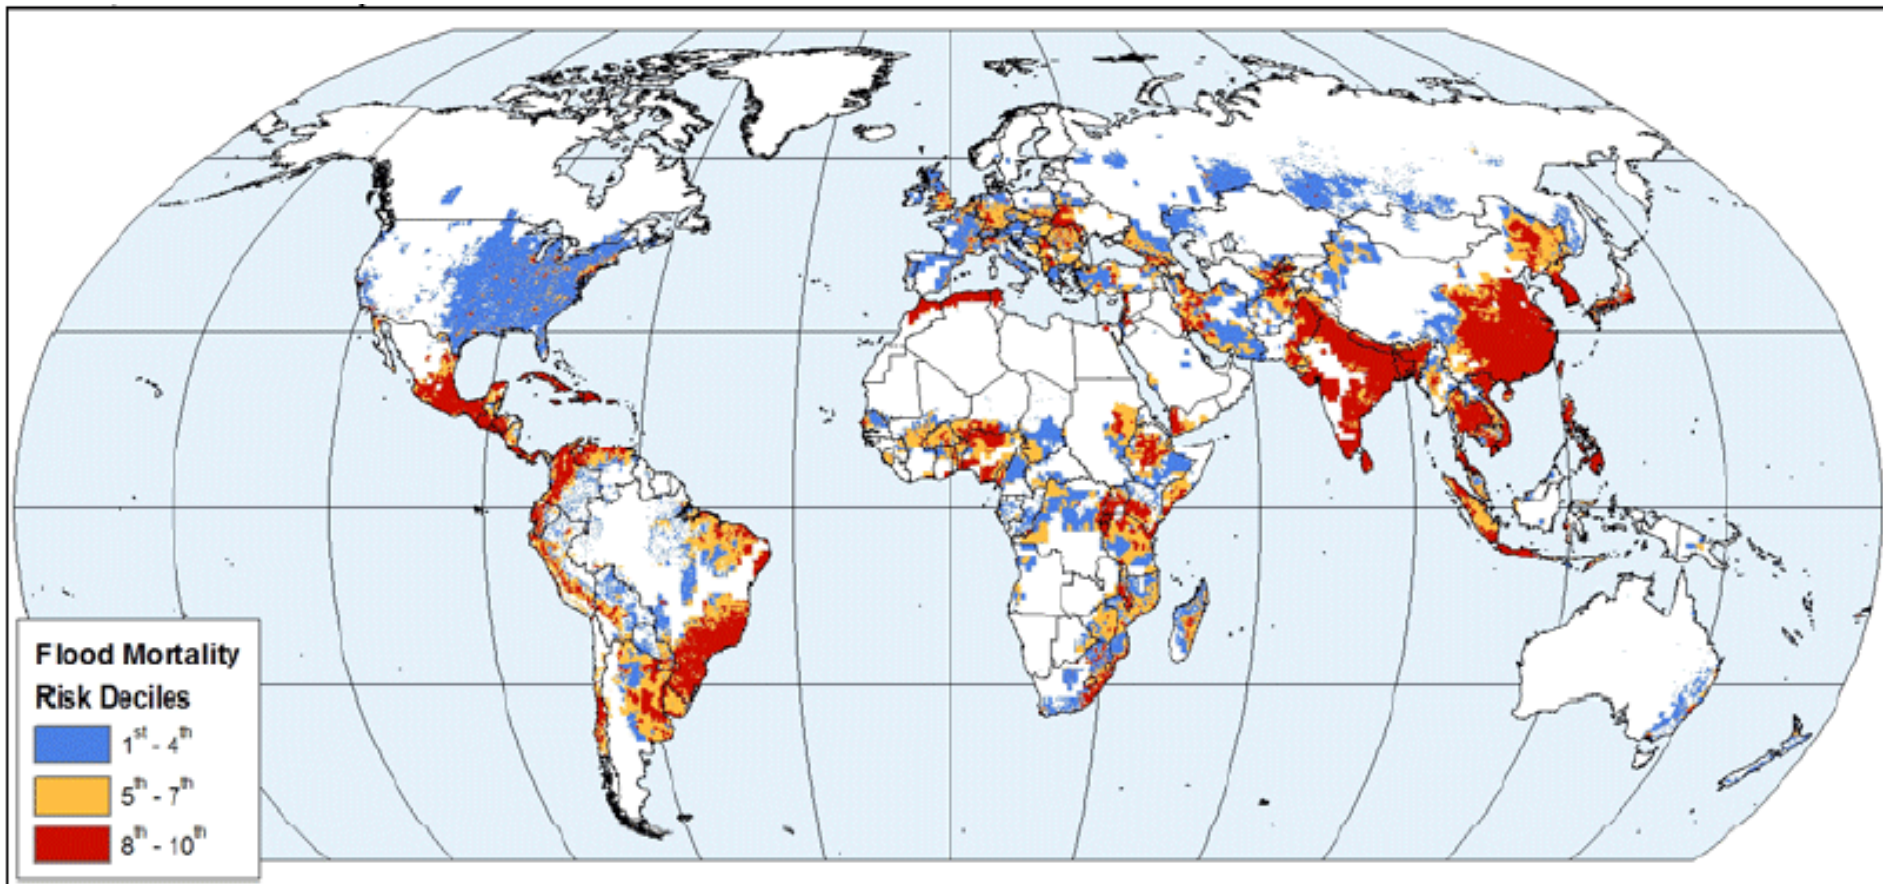 Flood Mortality
Risk Deciles
1st - 4th
5th - 7th
8th - 10th